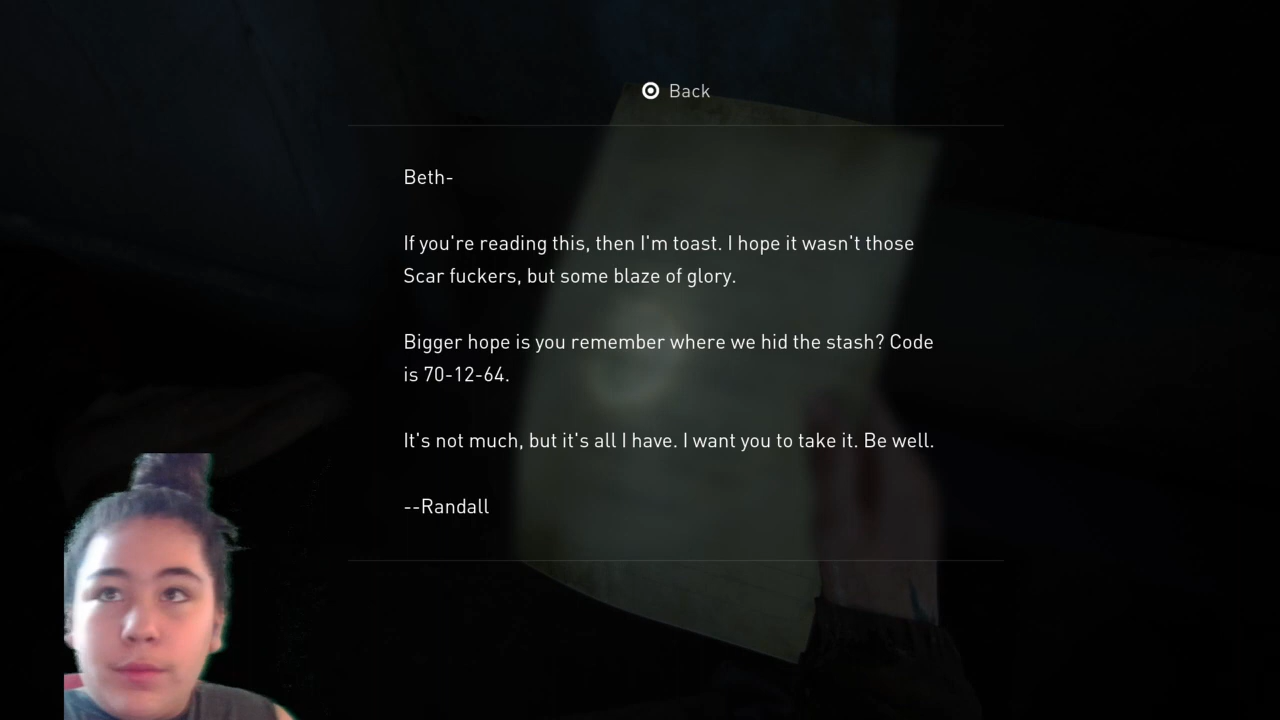 Back
Beth-
If you're reading this, then I'm toast. I hope it wasn't those
Scar fuckers, but some blaze of glory.
Bigger hope is you remember where we hid the stash? Code
is 70-12-64.
It's not much, but it's all I have. I want you to take it. Be well.
--Randall